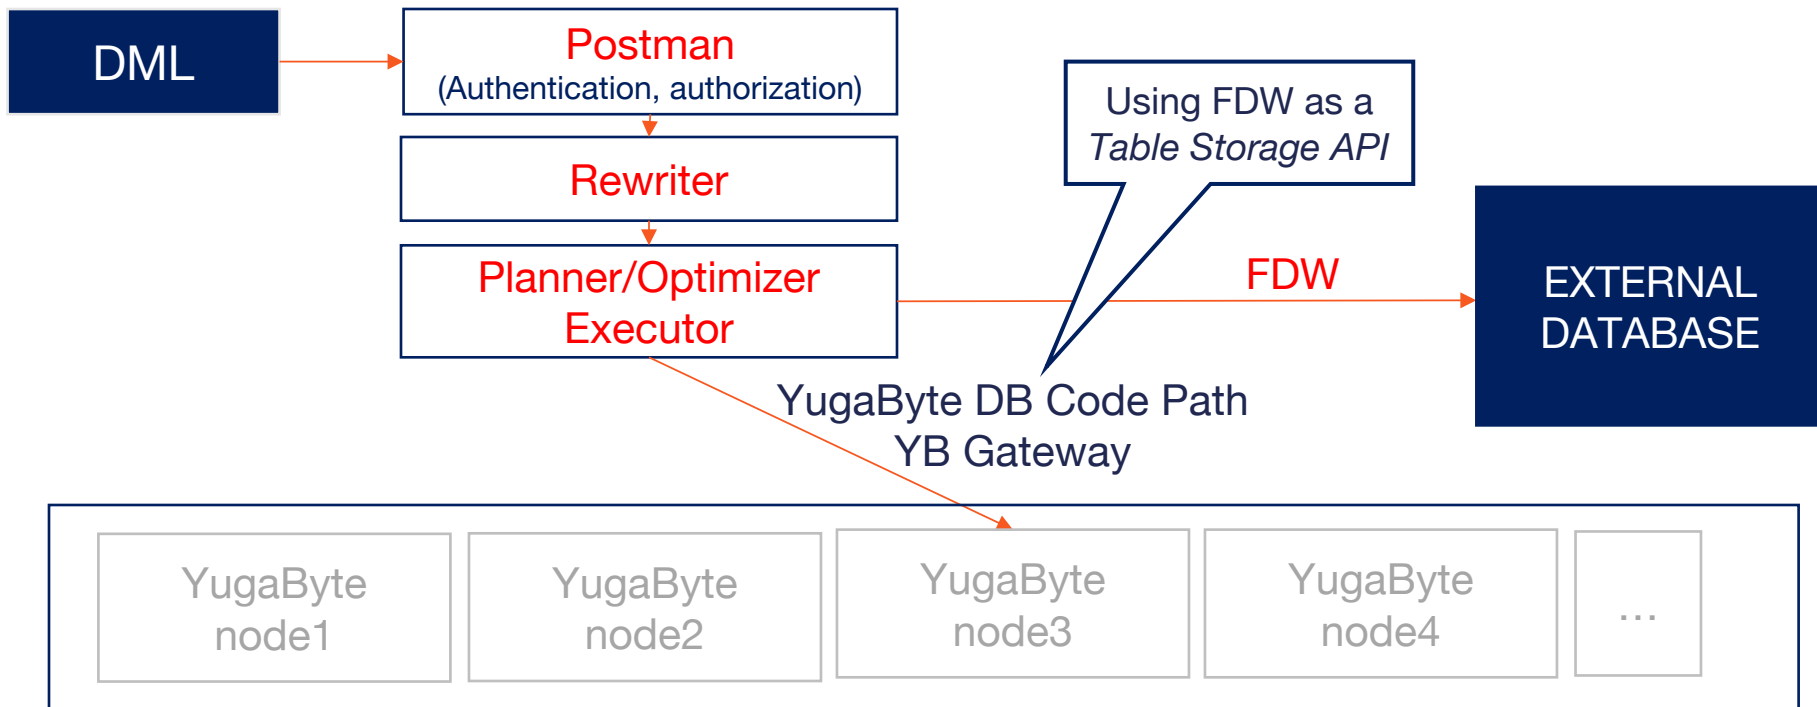 DML
Postman
(Authentication, authorization)
Rewriter
Planner/Optimizer
Executor
Using FDW as a
Table Storage API
FDW
EXTERNAL
DATABASE
YugaByte DB Code Path
YB Gateway
YugaByte
node1
YugaByte
node2
YugaByte
node3
YugaByte
node4
...